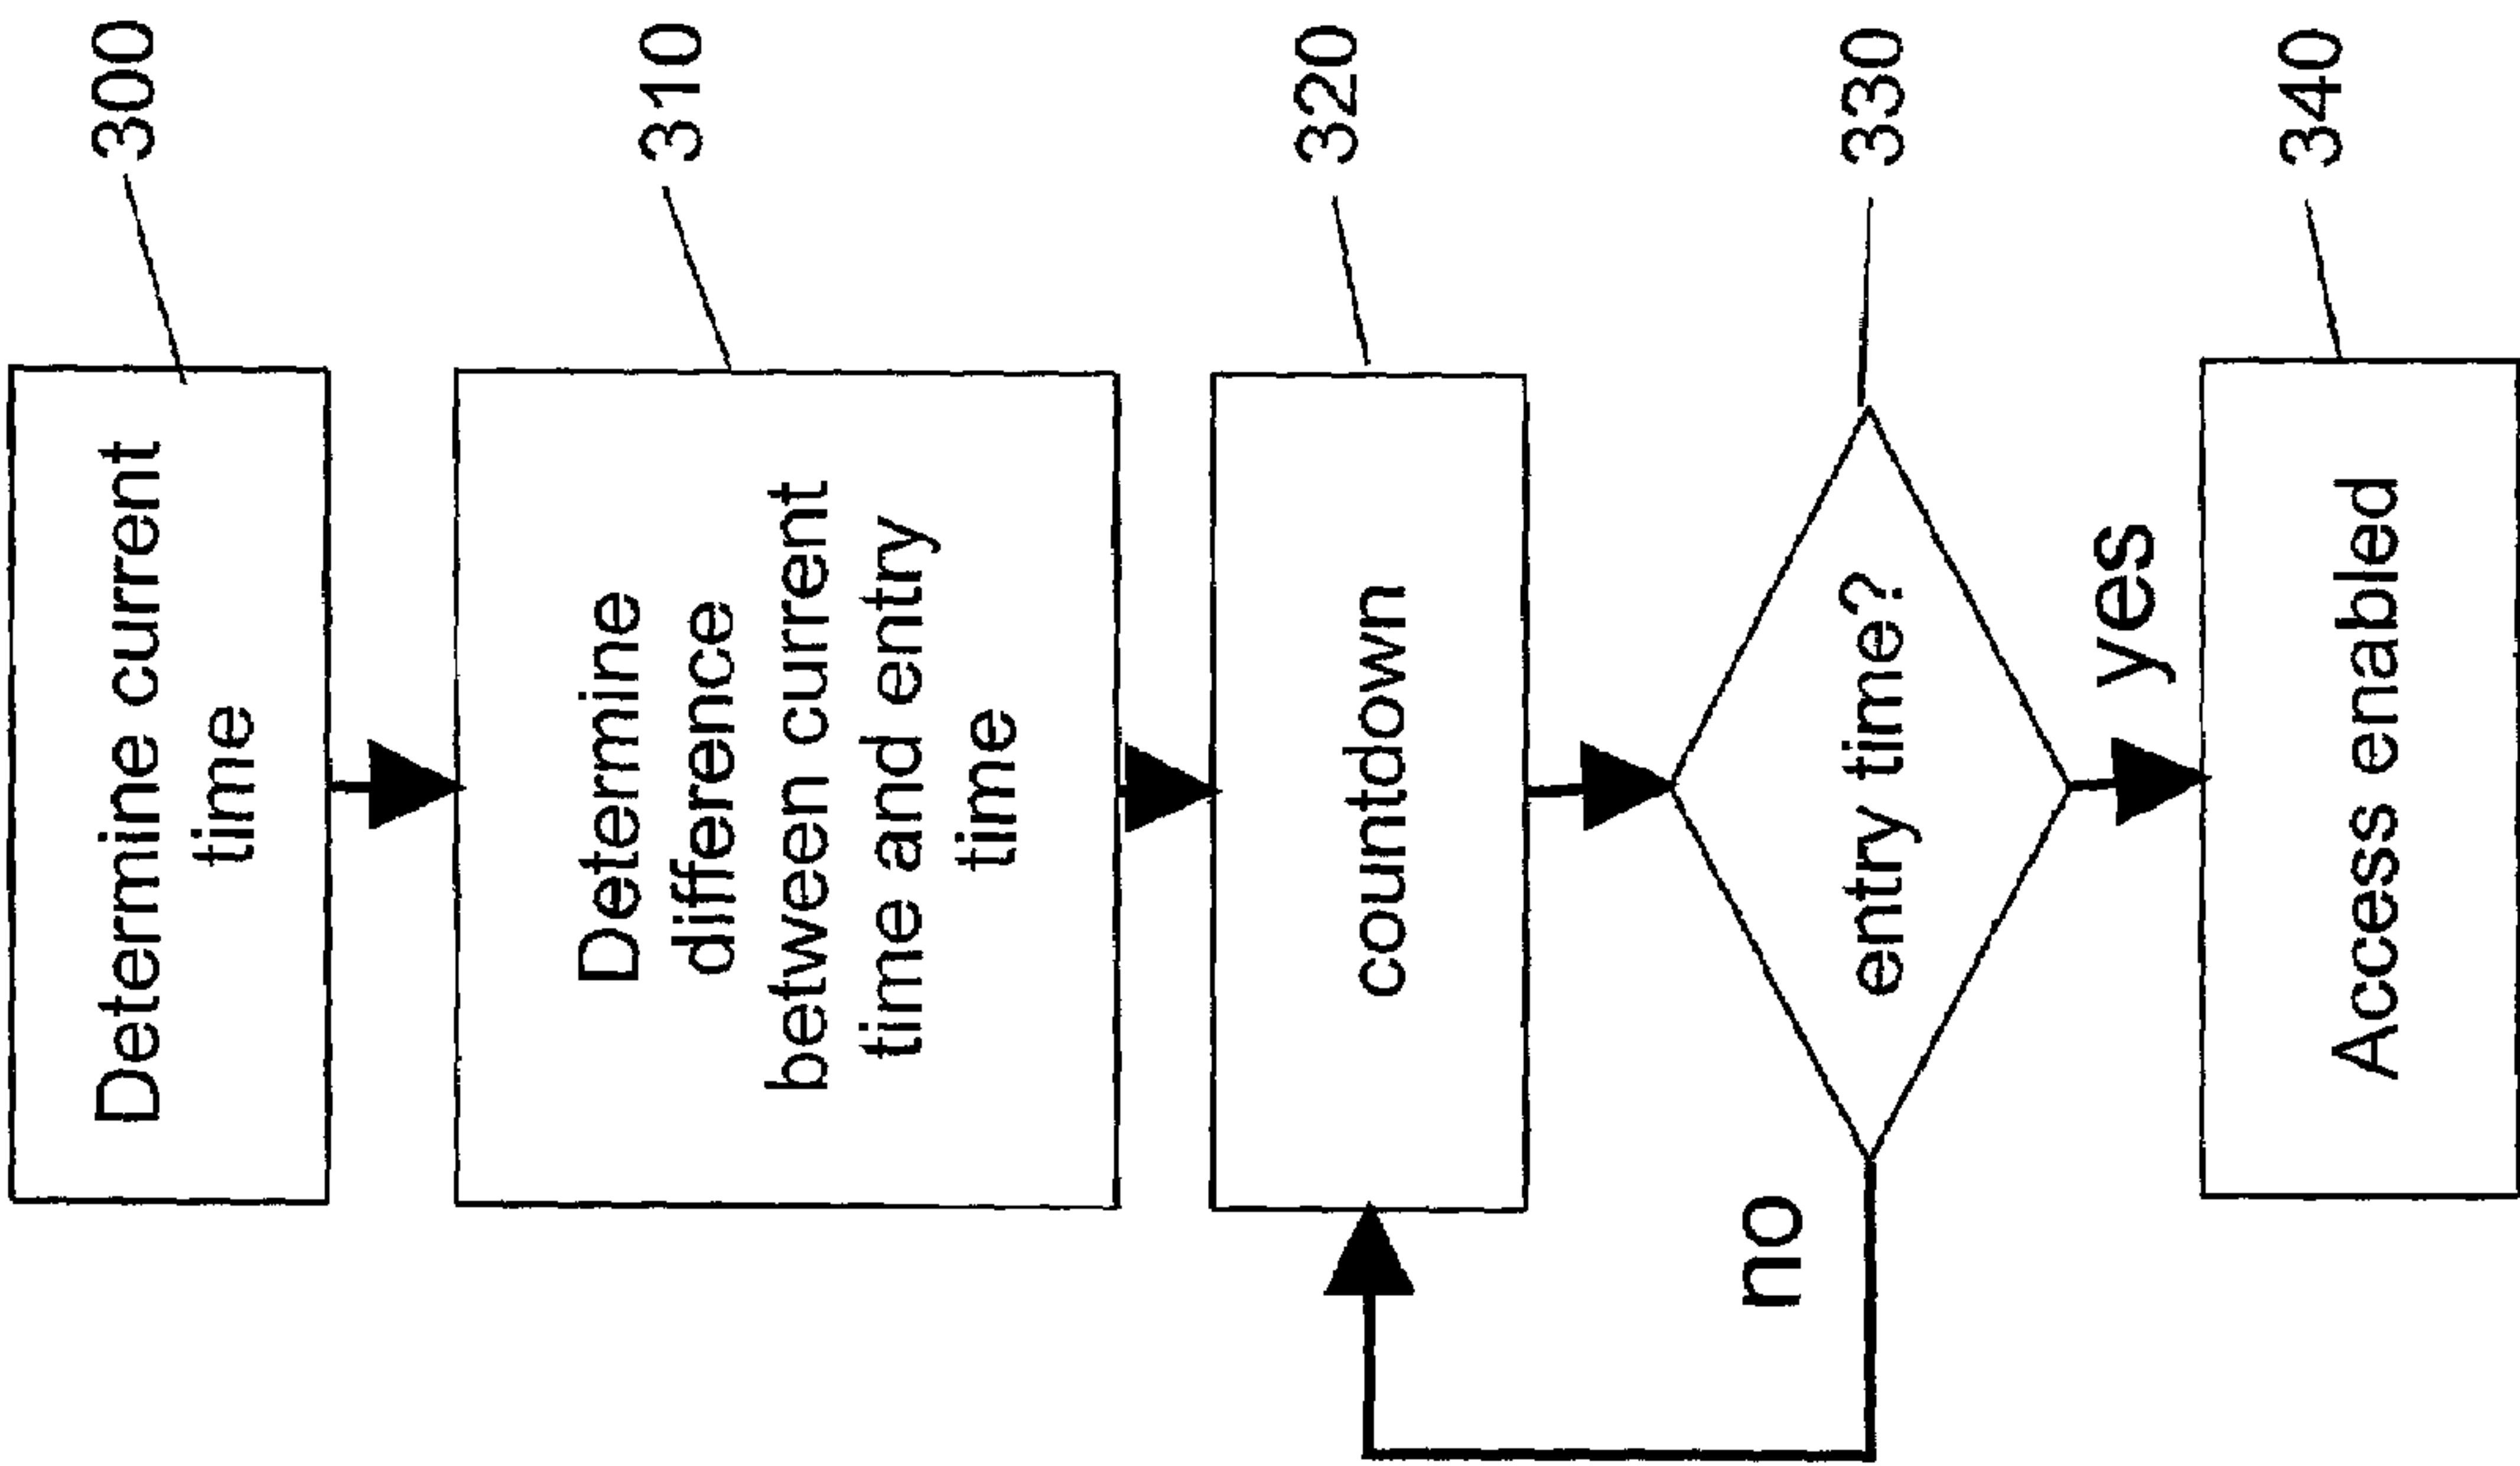 Determine current
time
300
Determine
difference
between current
time and entry
time
310
countdown
320
entry time?
330
no
yes
Access enabled
340